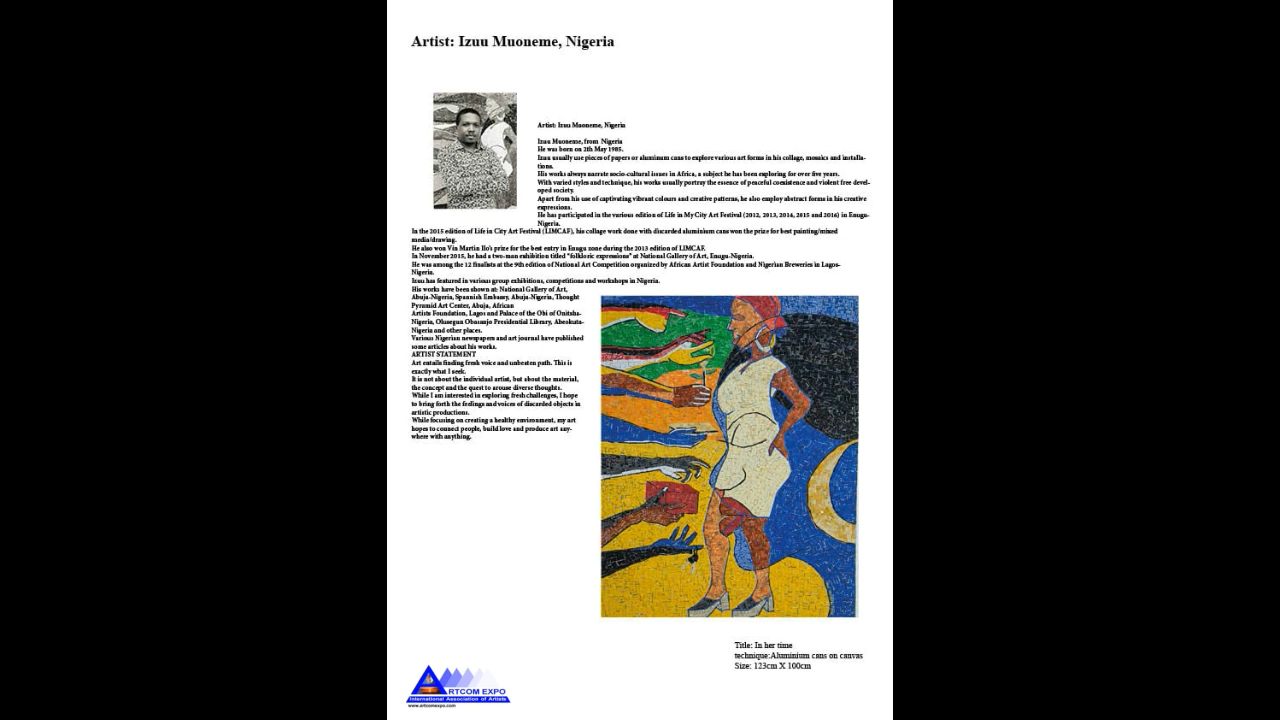 Artist: Izuu Muoneme, Nigeria
Artist: Izuu Muoneme, Nigeria
Izuu Muoneme, from Nigeria
He was born on 2th May 1985.
Izuu usually use pieces of papers or aluminum cans to explore various art forms in his collage, mosaics and installa-
tions.
His works always narrate socio-cultural issues in Africa, a subject he has been exploring for over five years.
With varied styles and technique, his works usually portray the essence of peaceful coexistence and violent free devel-
oped society.
Apart from his use of captivating vibrant colours and creative patterns, he also employ abstract forms in his creative
expressions.
He has participated in the various edition of Life in My City Art Festival (2012, 2013, 2014, 2015 and 2016) in Enugu-
Nigeria.
In the 2015 edition of Life in City Art Festival (LIMCAF), his collage work done with discarded aluminium cans won the prize for best painting/mixed
media/drawing.
He also won Vin Martin Ilo's prize for the best entry in Enugu zone during the 2013 edition of LIMCAF.
In November 2015, he had a two-man exhibition titled "folkloric expressions" at National Gallery of Art, Enugu-Nigeria.
He was among the 12 finalists at the 9th edition of National Art Competition organized by African Artist Foundation and Nigerian Breweries in Lagos-
Nigeria.
Izuu has featured in various group exhibitions, competitions and workshops in Nigeria.
His works have been shown at: National Gallery of Art,
Abuja-Nigeria, Spannish Embassy, Abuja-Nigeria, Thought
Pyramid Art Center, Abuja, African
Artists Foundation, Lagos and Palace of the Obi of Onitsha-
Nigeria, Olusegun Obasanjo Presidential Library, Abeokuta-
Nigeria and other places.
Various Nigerian newspapers and art journal have published
some articles about his works.
ARTIST STATEMENT
Art entails finding fresh voice and unbeaten path. This is
exactly what I seek.
It is not about the individual artist, but about the material,
the concept and the quest to arouse diverse thoughts.
While I am interested in exploring fresh challenges, I hope
to bring forth the feelings and voices of discarded objects in
artistic productions.
While focusing on creating a healthy environment, my art
hopes to connect people, build love and produce art any-
where with anything.
Title: In her time
technique:Aluminium cans on canvas
Size: 123cm X 100cm
ARTCOM EXPO
International Association of Artists
www.artcomexpo.com